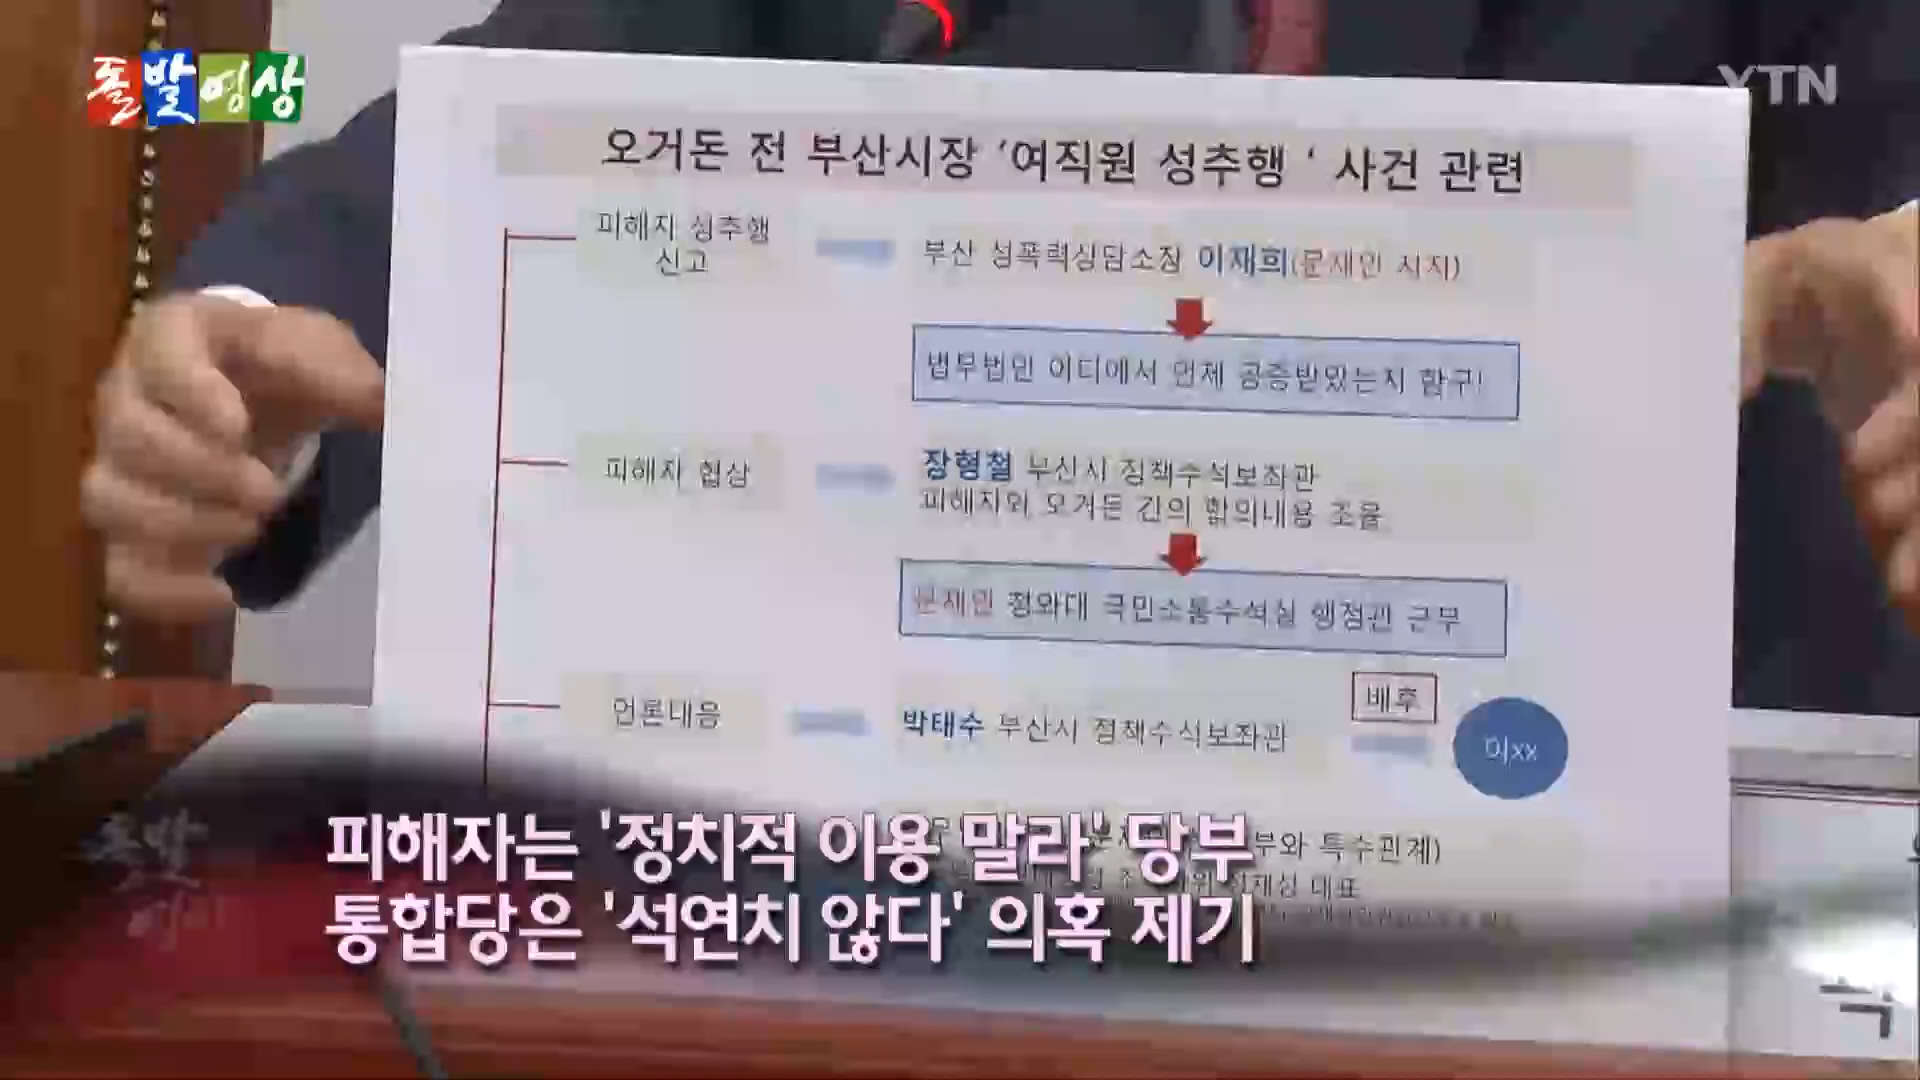 돌발영상
YTN
오거돈 전 부산시장 ‘여직원 성추행 ‘ 사건 관련
피해자 성추행
신고
부산 성폭력상담소장 이재희(문재인 지지)
법무법인 어디에서 언제 공증받았는지 함구!
피해자 협상
장형철 부산시 정책수석보좌관
피해자와 오거돈 간의 합의내용 조율
문재인 청와대 국민소통수석실 행정관 근무
언론대응
박태수 부산시 정책수석보좌관
배후
이xx
부와 특수관계)
대표
피해자는 '정치적 이용 말라' 당부
통합당은 '석연치 않다' 의혹 제기